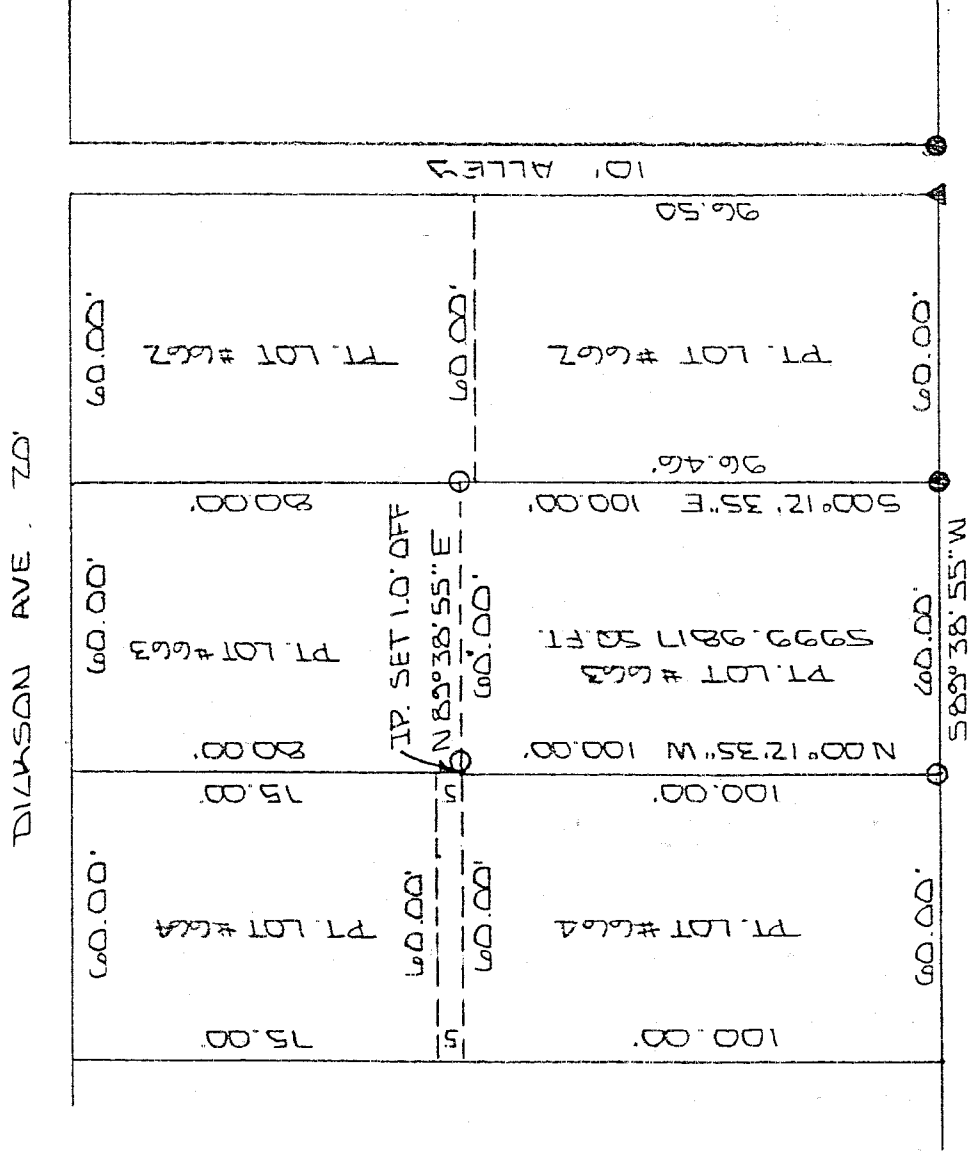 DICKSON AVE. 70'
10' ALLEY
60.00'
PT. LOT #662
60.00'
96.50
PT. LOT #662
60.00'
96.46'
80.00'
S00°12'35"E 100.00'
60.00'
PT. LOT #663
I.P. SET 1.0' OFF
N89°38'55"E
60.00'
PT. LOT #663
5999.9817 SQ.FT.
60.00'
S89°38'55"W
80.00'
N00°12'35"W 100.00'
75.00'
5
100.00'
60.00'
PT. LOT #664
60.00'
60.00'
PT. LOT #664
60.00'
75.00'
5
100.00'